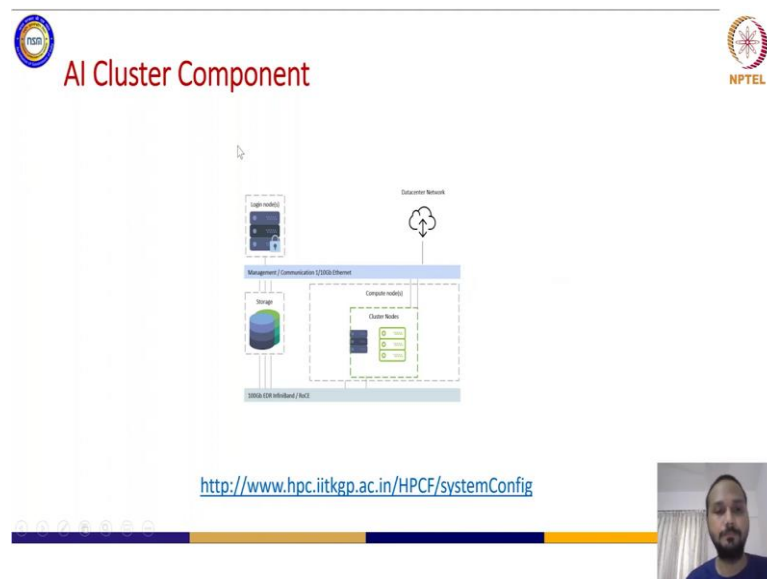 nsm
AI Cluster Component
NPTEL
Datacenter Network
Login node(s)
Management / Communication 1/10Gb Ethernet
Storage
Compute node(s)
Cluster Nodes
100Gb EDR InfiniBand / RoCE
http://www.hpc.iitkgp.ac.in/HPCF/systemConfig